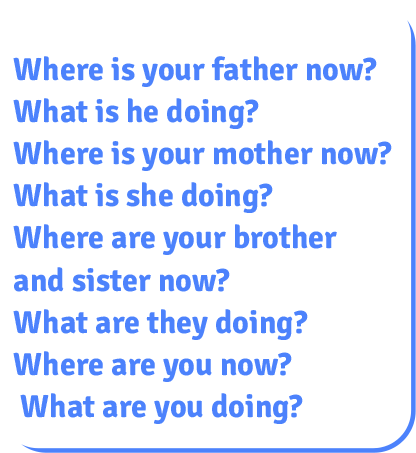 Where is your father now?
What is he doing?
Where is your mother now?
What is she doing?
Where are your brother
and sister now?
What are they doing?
Where are you now?
What are you doing?